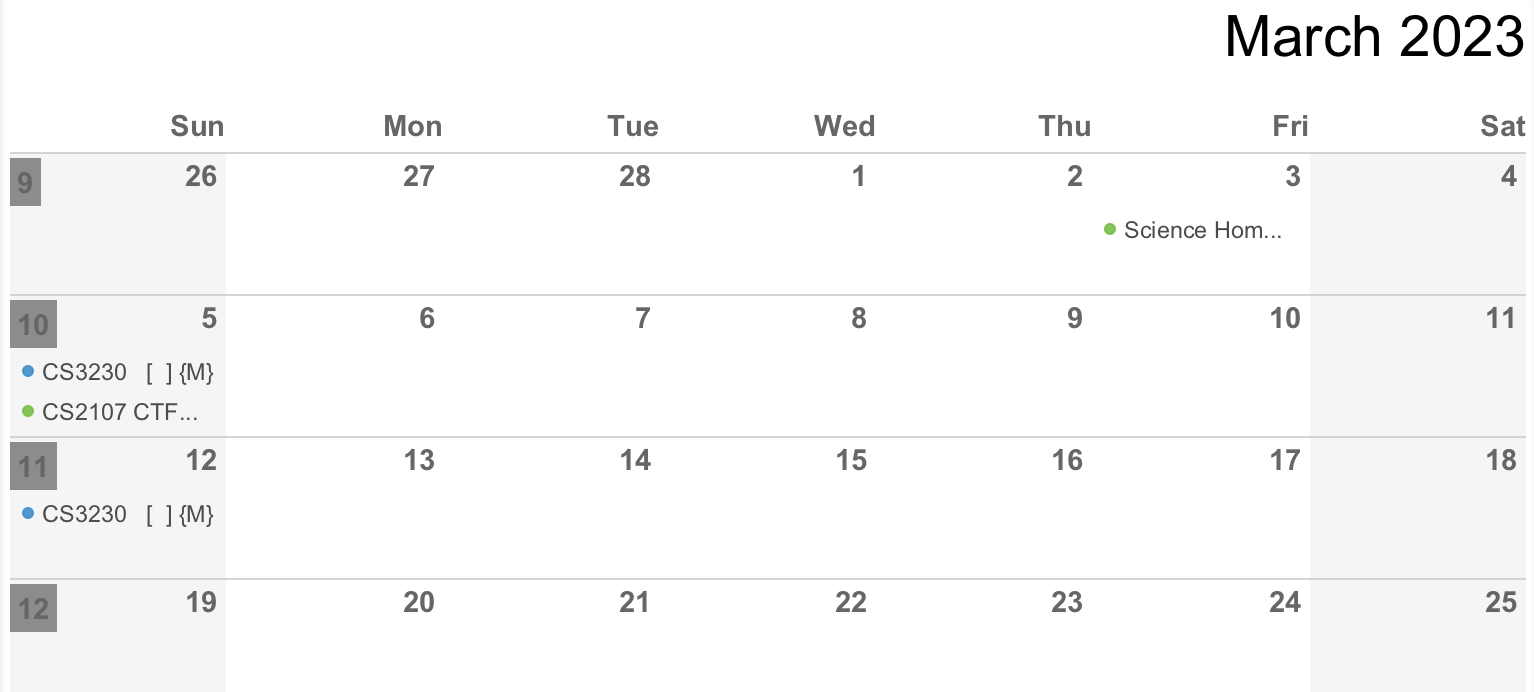 March 2023
Sun Mon Tue Wed Thu Fri Sat
9 26 27 28 1 2 3 4
Science Hom...
10 5 6 7 8 9 10 11
CS3230 [ ] {M}
CS2107 CTF...
11 12 13 14 15 16 17 18
CS3230 [ ] {M}
12 19 20 21 22 23 24 25